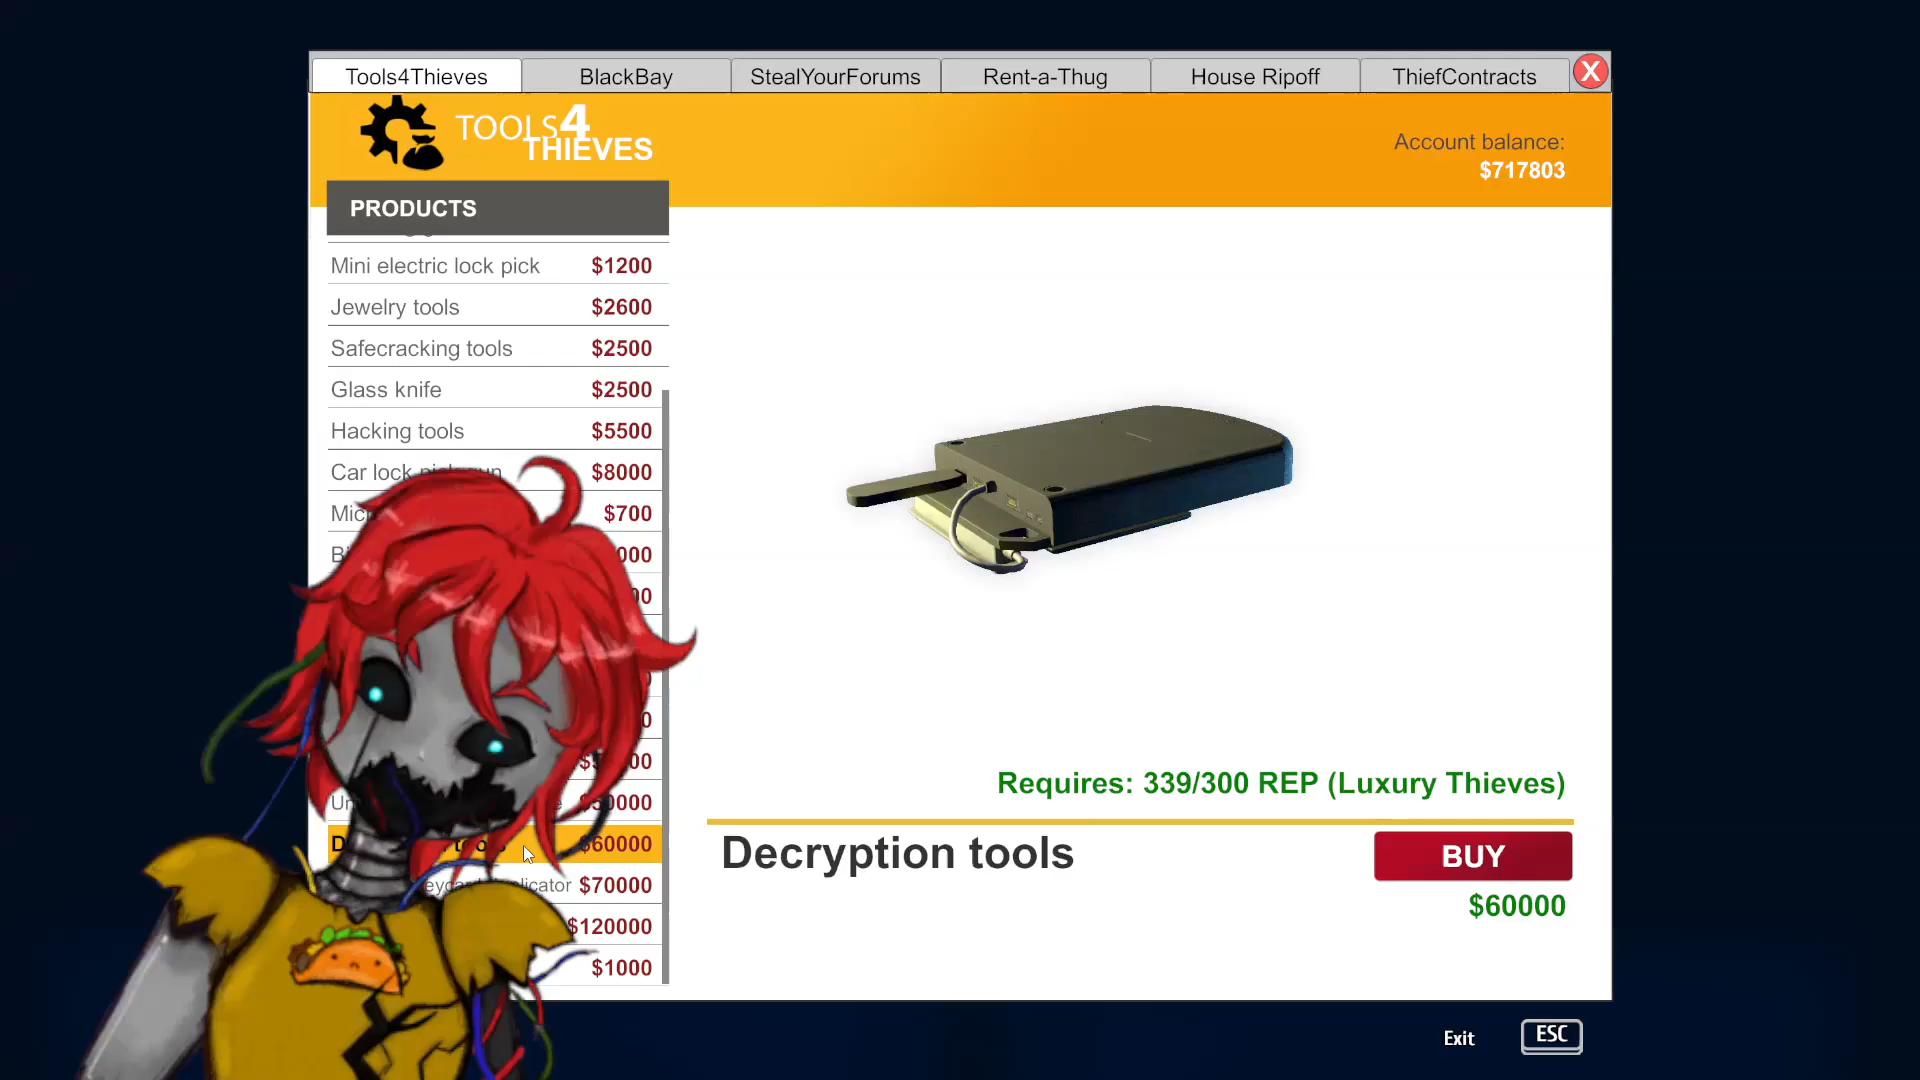 Tools4Thieves
BlackBay
StealYourForums
Rent-a-Thug
House Ripoff
ThiefContracts
X
TOOLS4
THIEVES
Account balance:
$717803
PRODUCTS
Mini electric lock pick $1200
Jewelry tools $2600
Safecracking tools $2500
Glass knife $2500
Hacking tools $5500
Car lock $8000
$700
$60000
$70000
$120000
$1000
Requires: 339/300 REP (Luxury Thieves)
Decryption tools
BUY
$60000
Exit
ESC